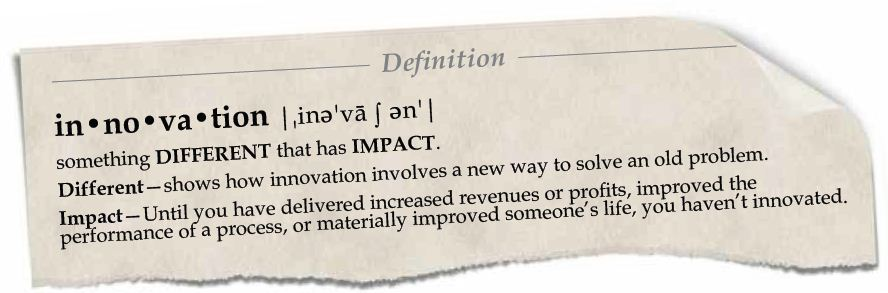 Definition
in•no•va•tion |ˌinəˈvā ʃ ənˈ|
something DIFFERENT that has IMPACT.
Different—shows how innovation involves a new way to solve an old problem.
Impact—Until you have delivered increased revenues or profits, improved the
performance of a process, or materially improved someone's life, you haven't innovated.